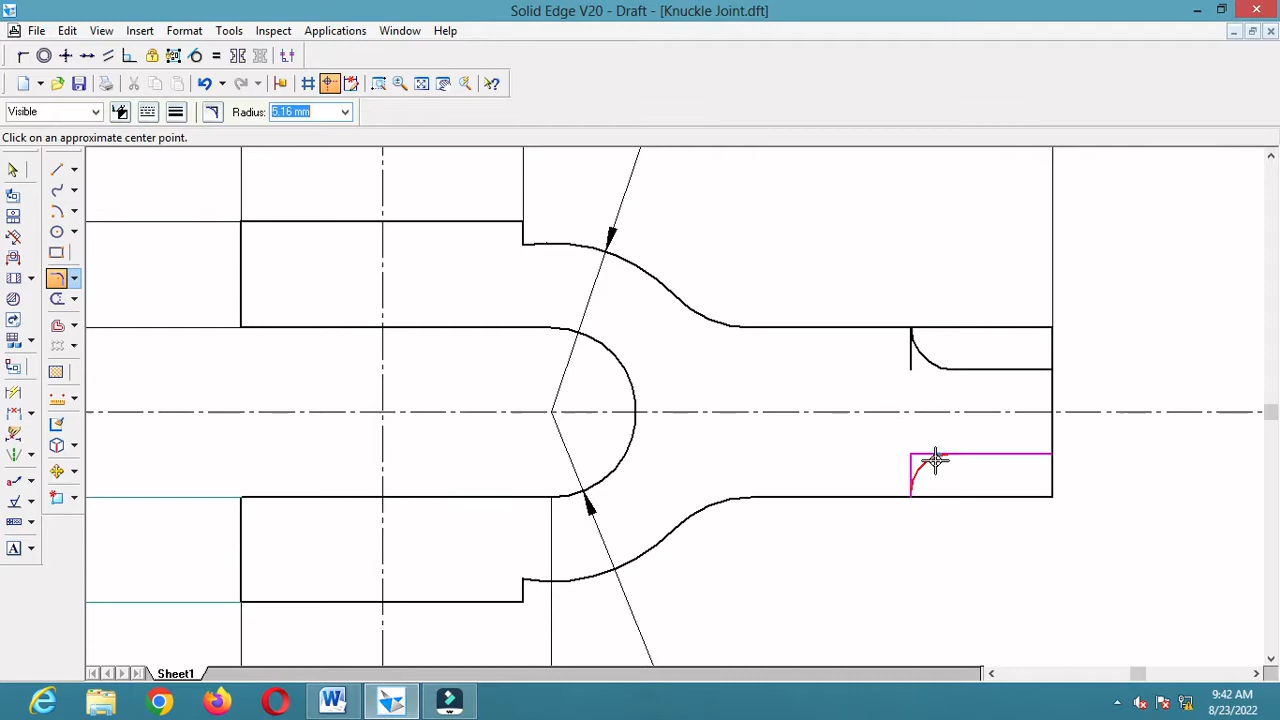 Solid Edge V20 - Draft - [Knuckle Joint.dft]
File Edit View Insert Format Tools Inspect Applications Window Help
Visible Radius: 5.16 mm
Click on an approximate center point.
Sheet1
9:42 AM
8/23/2022